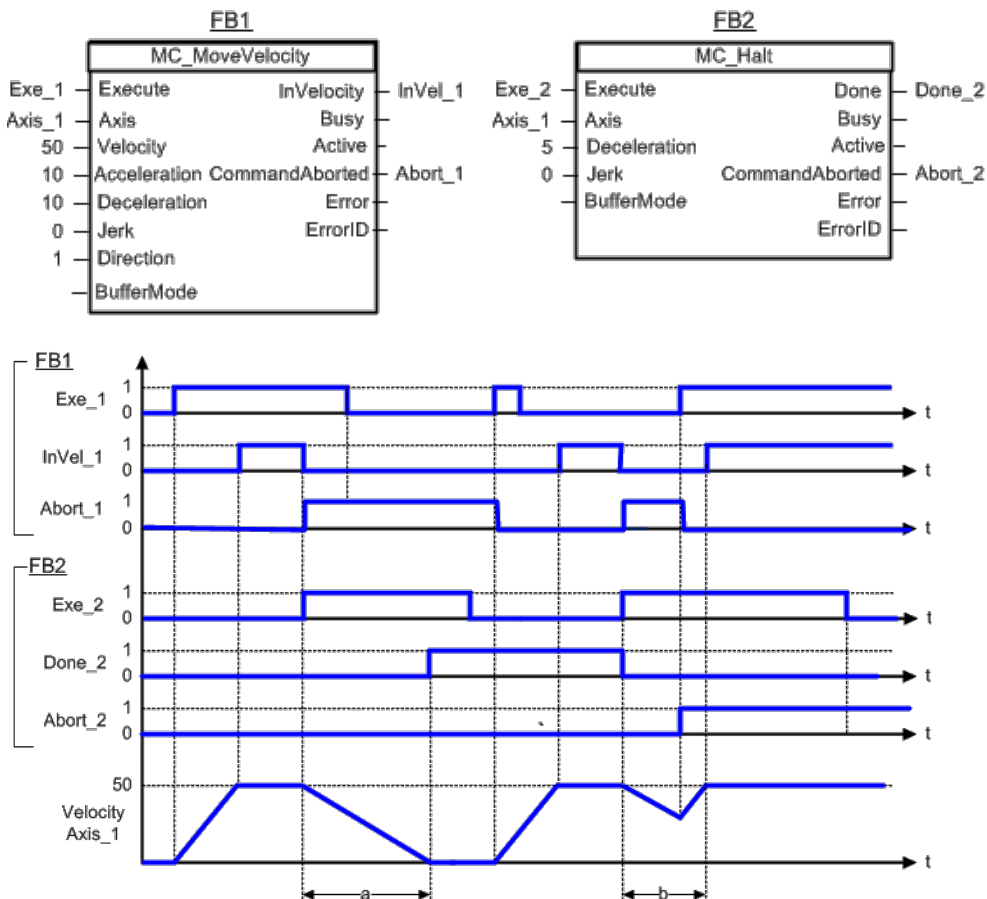 FB1
FB2
MC_MoveVelocity
MC_Halt
Exe_1 Execute InVelocity InVel_1
Axis_1 Axis Busy
50 Velocity Active
10 Acceleration CommandAborted Abort_1
10 Deceleration Error
0 Jerk ErrorID
1 Direction
BufferMode
Exe_2 Execute Done Done_2
Axis_1 Axis Busy
5 Deceleration Active
0 Jerk CommandAborted Abort_2
BufferMode Error
ErrorID
FB1
Exe_1 1 0 t
InVel_1 1 0 t
Abort_1 1 0 t
FB2
Exe_2 1 0 t
Done_2 1 0 t
Abort_2 1 0 t
50
Velocity
Axis_1
t
a
b